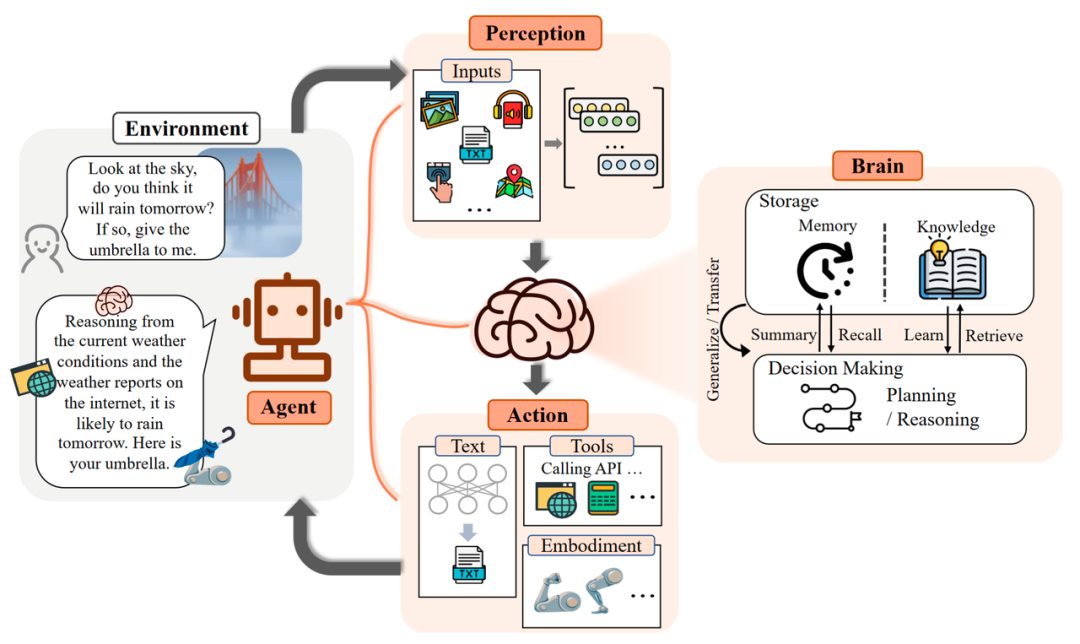 Environment
Look at the sky,
do you think it
will rain tomorrow?
If so, give the
umbrella to me.
Reasoning from
the current weather
conditions and the
weather reports on
the internet, it is
likely to rain
tomorrow. Here is
your umbrella.
Agent
Perception
Inputs
TXT
...
...
Action
Text
TXT
Tools
Calling API ...
...
Embodiment
...
Brain
Storage
Memory
Knowledge
Generalize / Transfer
Summary
Recall
Learn
Retrieve
Decision Making
Planning
/ Reasoning